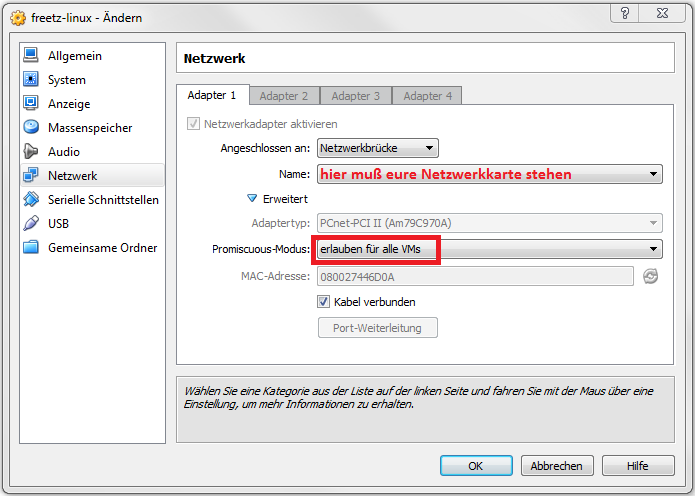 freetz-linux - Ändern
?
Allgemein
System
Anzeige
Massenspeicher
Audio
Netzwerk
Serielle Schnittstellen
USB
Gemeinsame Ordner
Netzwerk
Adapter 1 Adapter 2 Adapter 3 Adapter 4
Netzwerkadapter aktivieren
Angeschlossen an: Netzwerkbrücke
Name: hier muß eure Netzwerkkarte stehen
Erweitert
Adaptertyp: PCnet-PCI II (Am79C970A)
Promiscuous-Modus: erlauben für alle VMs
MAC-Adresse: 080027446D0A
Kabel verbunden
Port-Weiterleitung
Wählen Sie eine Kategorie aus der Liste auf der linken Seite und fahren Sie mit der Maus über eine
Einstellung, um mehr Informationen zu erhalten.
OK Abbrechen Hilfe